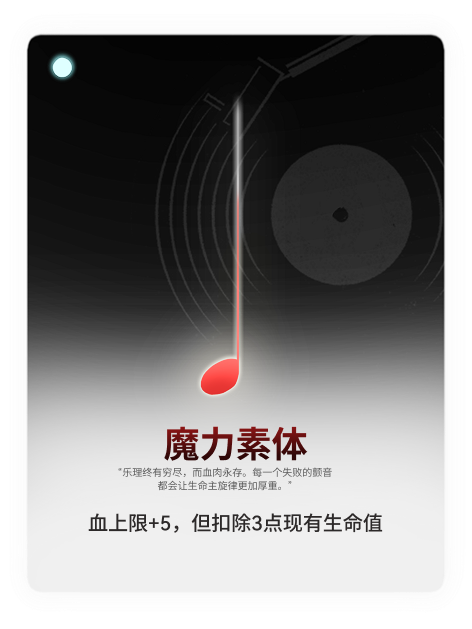 魔力素体
“乐理终有穷尽，而血肉永存。每一个失败的颤音
都会让生命主旋律更加厚重。”
血上限+5，但扣除3点现有生命值